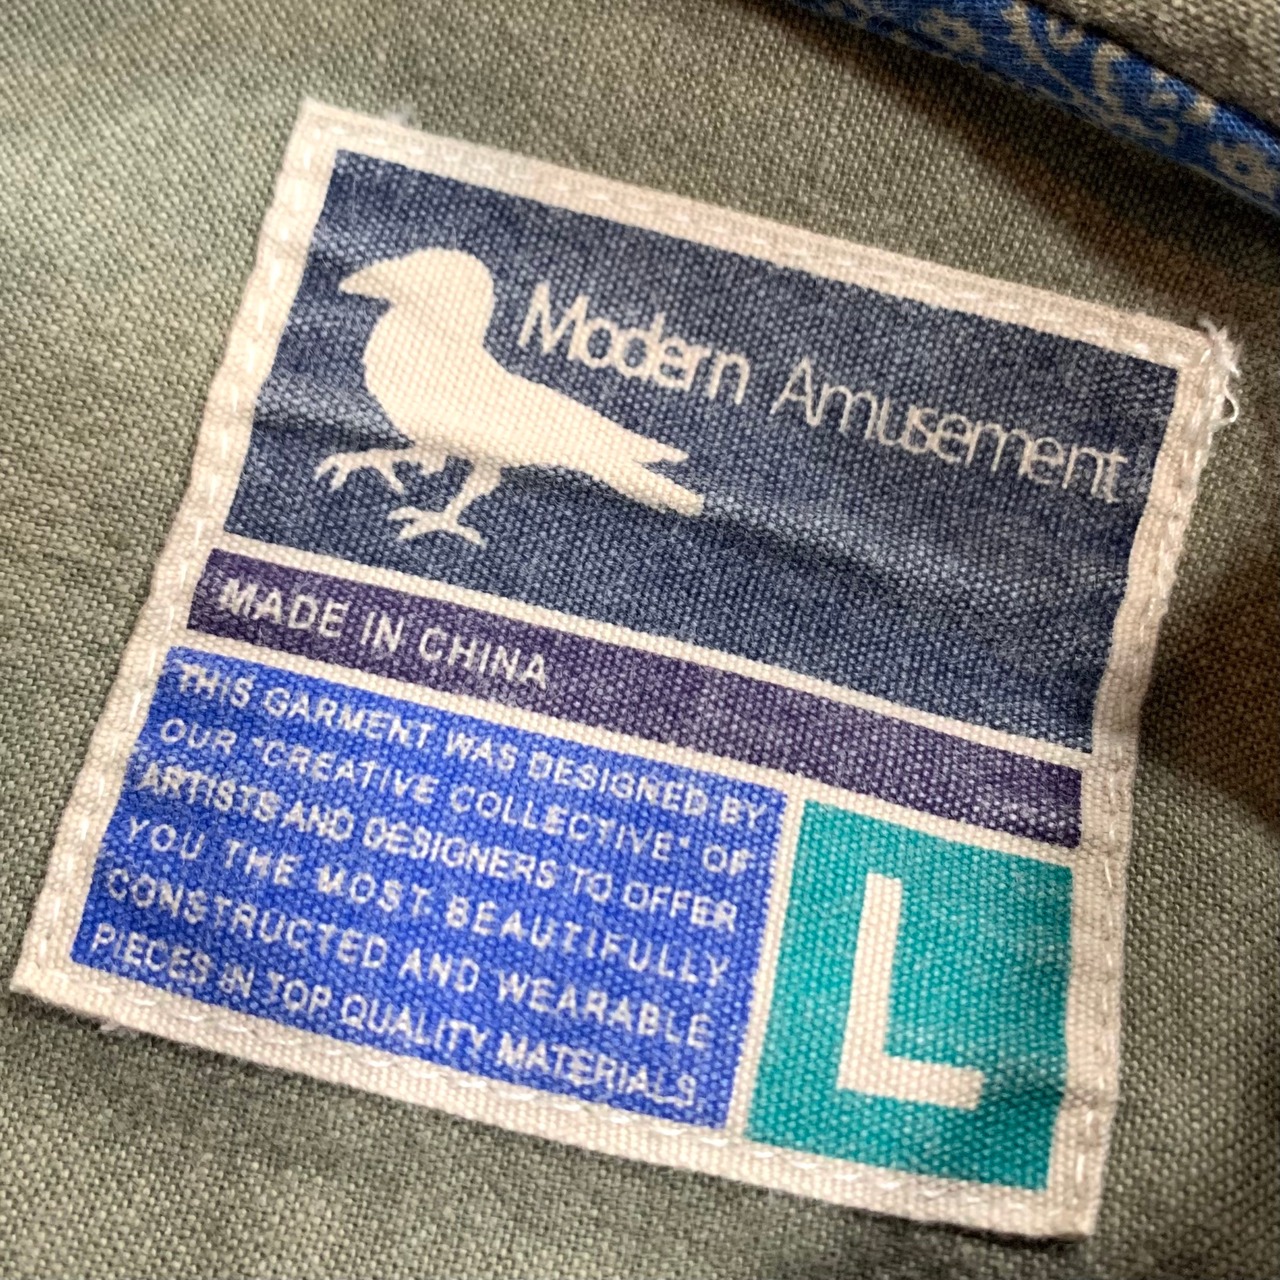 Modern Amusement
MADE IN CHINA
THIS GARMENT WAS DESIGNED BY
OUR "CREATIVE COLLECTIVE" OF
ARTISTS AND DESIGNERS TO OFFER
YOU THE MOST BEAUTIFULLY
CONSTRUCTED AND WEARABLE
PIECES IN TOP QUALITY MATERIALS.
L